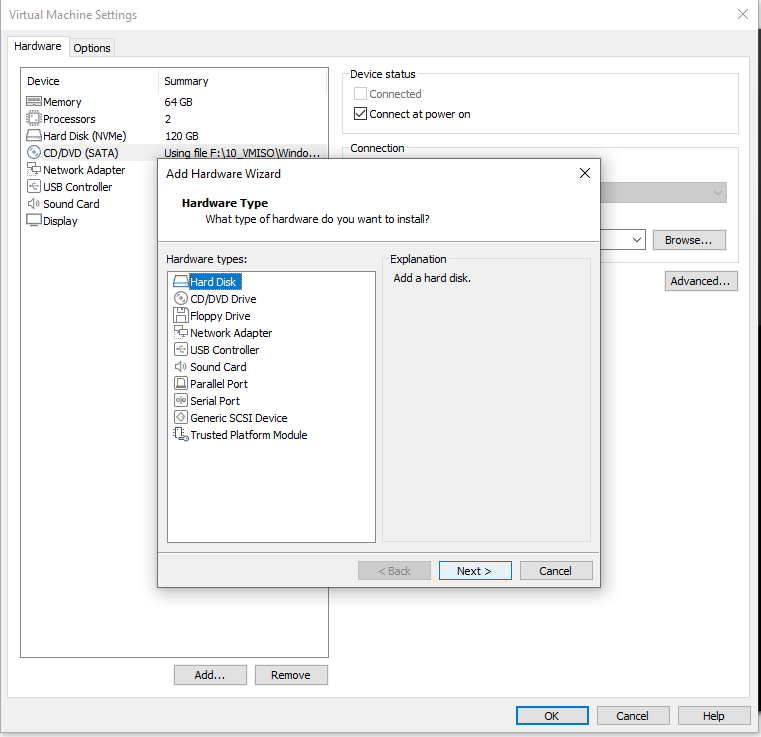 Virtual Machine Settings
Hardware Options
Device Summary
Memory 64 GB
Processors 2
Hard Disk (NVMe) 120 GB
CD/DVD (SATA) Using file F:\10_VMISO\Windo...
Network Adapter
USB Controller
Sound Card
Display
Device status
Connected
Connect at power on
Connection
Browse...
Advanced...
Add Hardware Wizard
Hardware Type
What type of hardware do you want to install?
Hardware types:
Hard Disk
CD/DVD Drive
Floppy Drive
Network Adapter
USB Controller
Sound Card
Parallel Port
Serial Port
Generic SCSI Device
Trusted Platform Module
Explanation
Add a hard disk.
< Back Next > Cancel
Add... Remove
OK Cancel Help